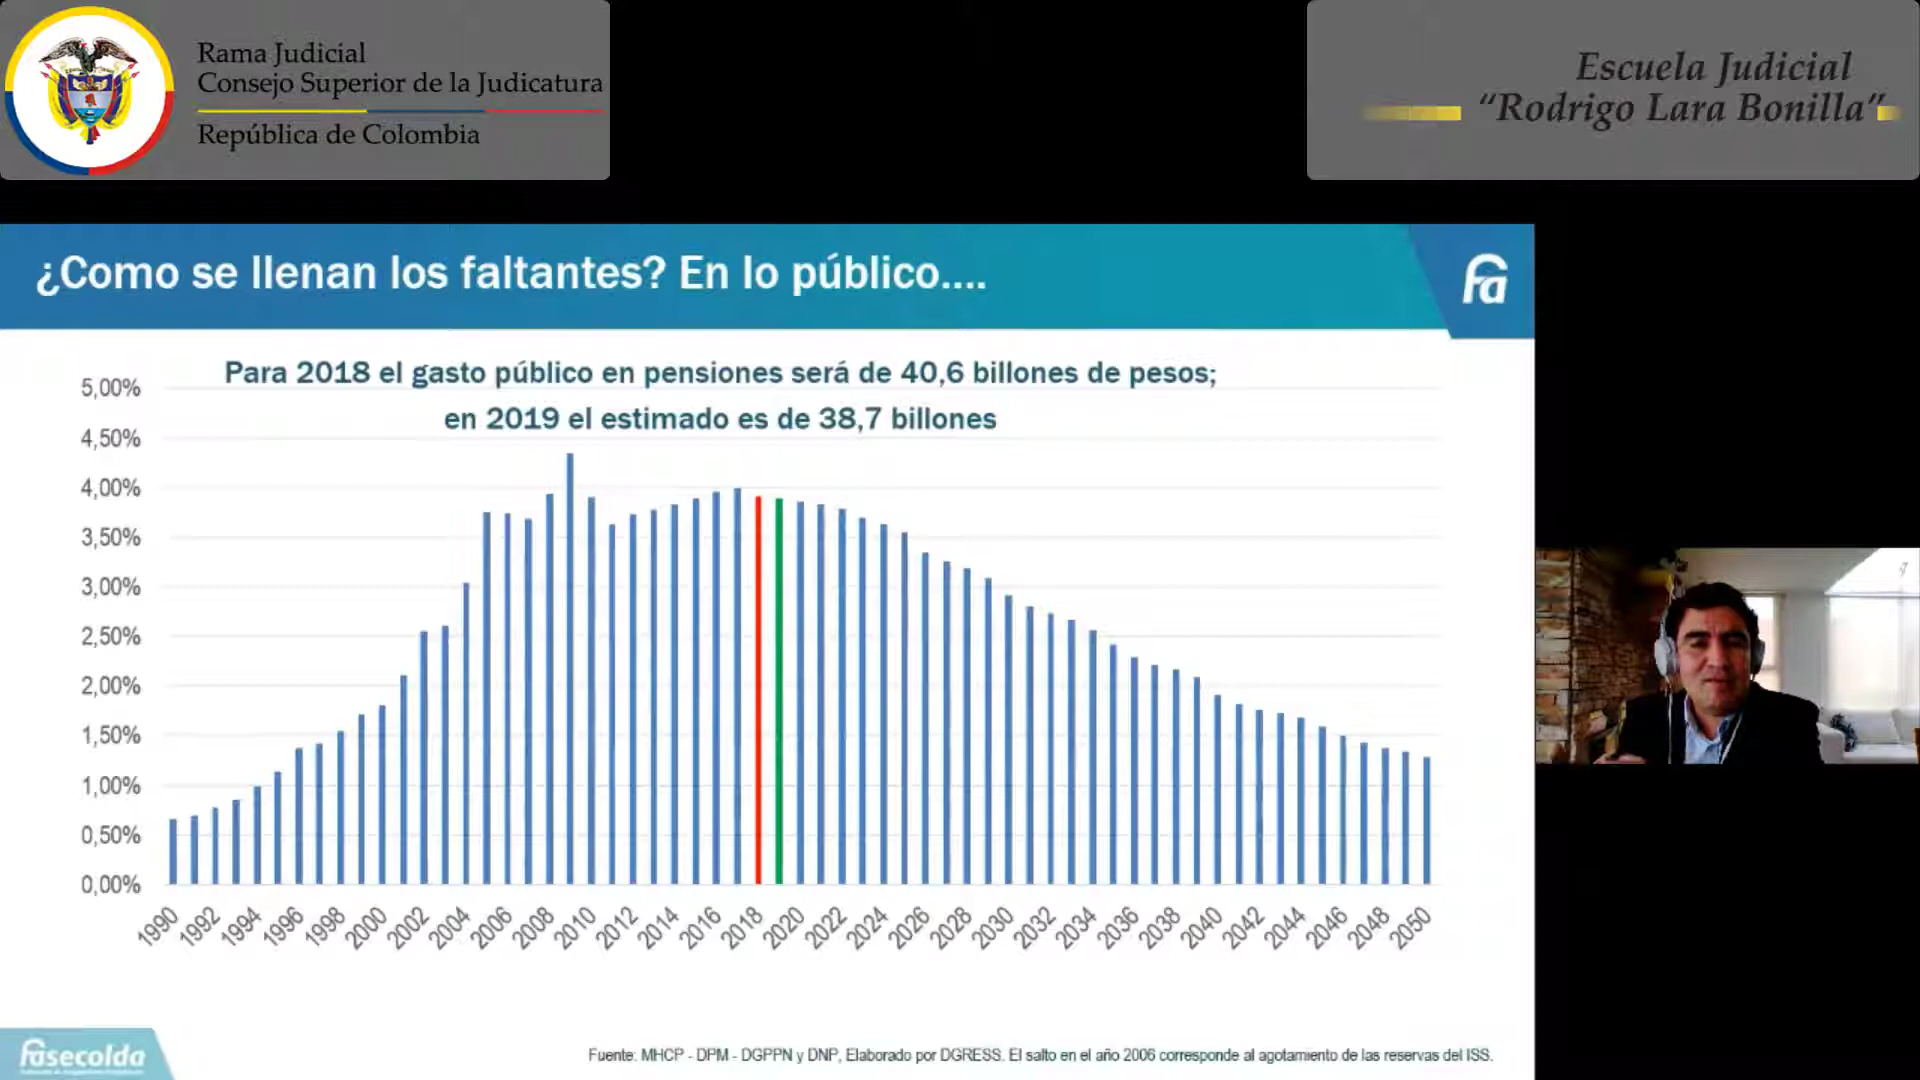 Rama Judicial
Consejo Superior de la Judicatura
República de Colombia
Escuela Judicial
“Rodrigo Lara Bonilla”
¿Como se llenan los faltantes? En lo público....
fa
Para 2018 el gasto público en pensiones será de 40,6 billones de pesos;
en 2019 el estimado es de 38,7 billones
5,00%
4,50%
4,00%
3,50%
3,00%
2,50%
2,00%
1,50%
1,00%
0,50%
0,00%
1990 1992 1994 1996 1998 2000 2002 2004 2006 2008 2010 2012 2014 2016 2018 2020 2022 2024 2026 2028 2030 2032 2034 2036 2038 2040 2042 2044 2046 2048 2050
fasecolda
Fuente: MHCP - DPM - DGPPN y DNP, Elaborado por DGRESS. El salto en el año 2006 corresponde al agotamiento de las reservas del ISS.